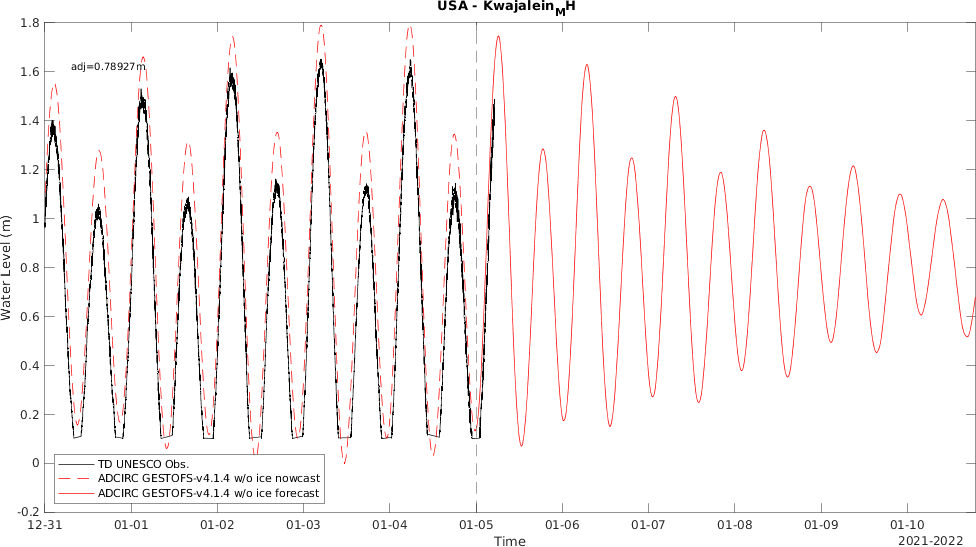 USA - KwajaleinMH
adj=0.78927m
Water Level (m)
1.8
1.6
1.4
1.2
1
0.8
0.6
0.4
0.2
0
-0.2
TD UNESCO Obs.
ADCIRC GESTOFS-v4.1.4 w/o ice nowcast
ADCIRC GESTOFS-v4.1.4 w/o ice forecast
12-31 01-01 01-02 01-03 01-04 01-05 01-06 01-07 01-08 01-09 01-10
Time
2021-2022